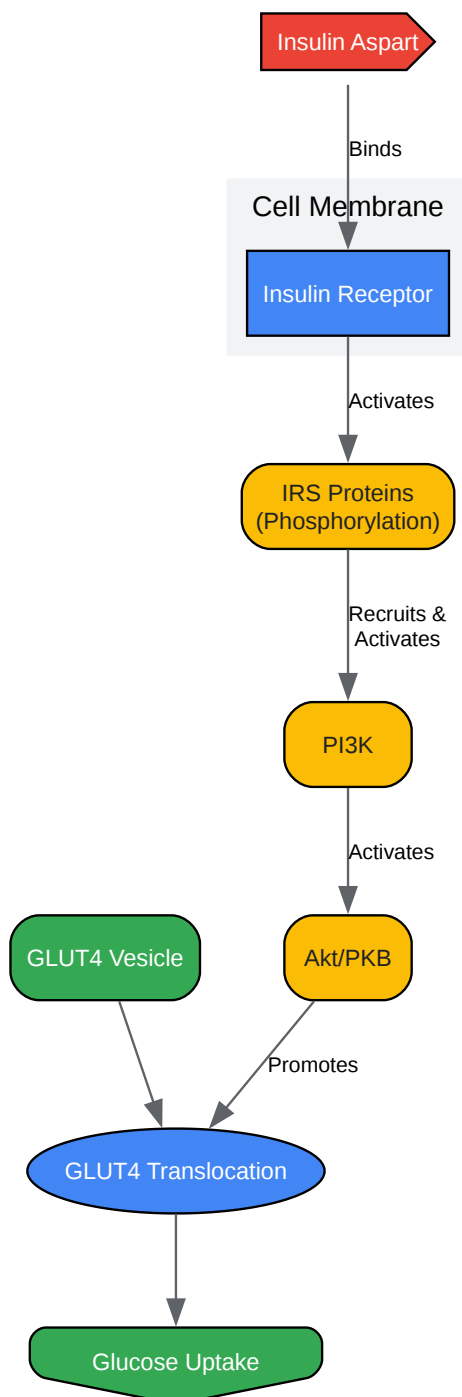 Insulin Aspart
Binds
Cell Membrane
Insulin Receptor
Activates
IRS Proteins
(Phosphorylation)
Recruits &
Activates
PI3K
Activates
GLUT4 Vesicle
Akt/PKB
Promotes
GLUT4 Translocation
Glucose Uptake